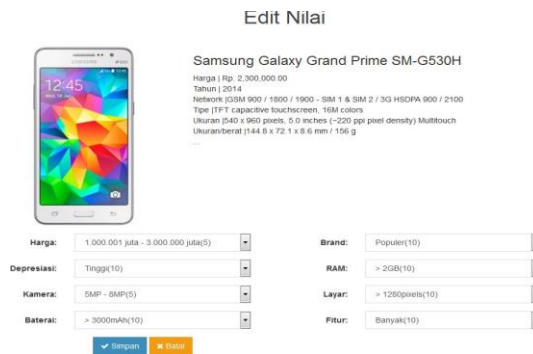 Edit Nilai
12:45
Samsung Galaxy Grand Prime SM-G530H
Harga | Rp. 2,300,000.00
Tahun | 2014
Network |GSM 900 / 1800 / 1900 - SIM 1 & SIM 2 / 3G HSDPA 900 / 2100
Tipe |TFT capacitive touchscreen, 16M colors
Ukuran |540 x 960 pixels, 5.0 inches (~220 ppi pixel density) Multitouch
Ukuran/berat |144.8 x 72.1 x 8.6 mm / 156 g
...
Harga: 1.000.001 juta - 3.000.000 juta(5) Brand: Populer(10)
Depresiasi: Tinggi(10) RAM: > 2GB(10)
Kamera: 5MP - 8MP(5) Layar: > 1280pixels(10)
Baterai: > 3000mAh(10) Fitur: Banyak(10)
Simpan Batal